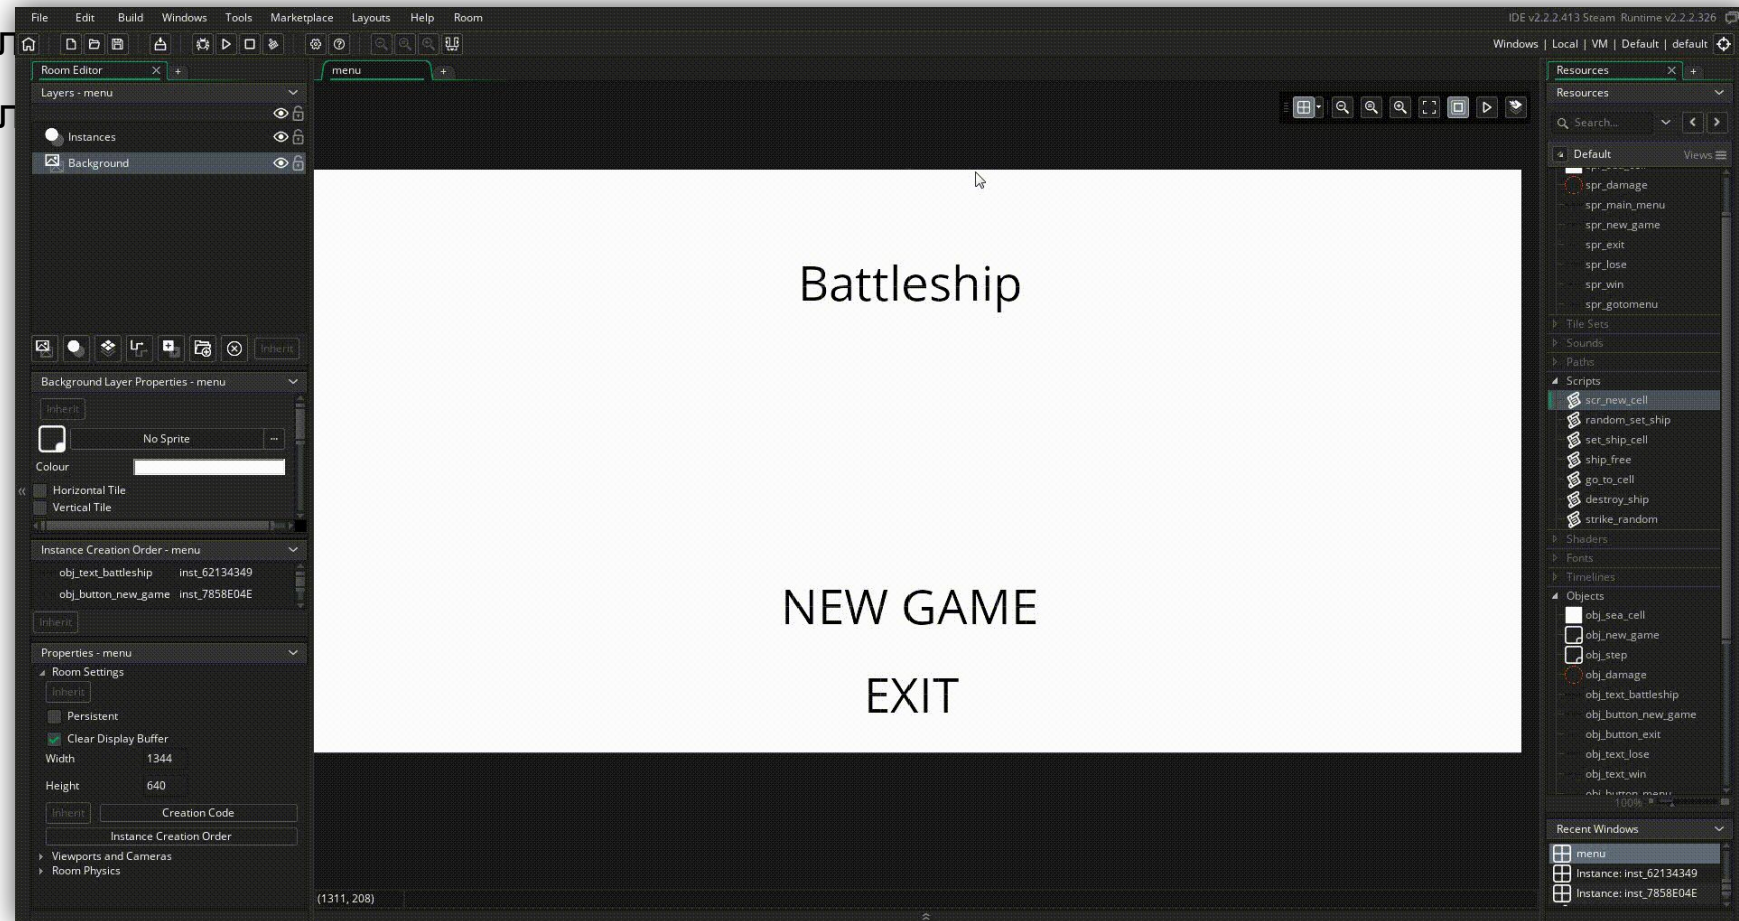 File Edit Build Windows Tools Marketplace Layouts Help Room
IDE v2.2.2.413 Steam Runtime v2.2.2.326
Windows | Local | VM | Default | default
Room Editor
Layers - menu
Instances
Background
Inherit
Background Layer Properties - menu
Inherit
No Sprite ...
Colour
Horizontal Tile
Vertical Tile
Instance Creation Order - menu
obj_text_battleship inst_62134349
obj_button_new_game inst_7858E04E
Inherit
Properties - menu
Room Settings
Inherit
Persistent
Clear Display Buffer
Width 1344
Height 640
Inherit Creation Code
Instance Creation Order
Viewports and Cameras
Room Physics
menu
Battleship
NEW GAME
EXIT
(1311, 208)
Resources
Resources
Search...
Default Views
spr_damage
spr_main_menu
spr_new_game
spr_exit
spr_lose
spr_win
spr_gotomenu
Tile Sets
Sounds
Paths
Scripts
scr_new_cell
random_set_ship
set_ship_cell
ship_free
go_to_cell
destroy_ship
strike_random
Shaders
Fonts
Timelines
Objects
obj_sea_cell
obj_new_game
obj_step
obj_damage
obj_text_battleship
obj_button_new_game
obj_button_exit
obj_text_lose
obj_text_win
obj_button_menu
100%
Recent Windows
menu
Instance: inst_62134349
Instance: inst_7858E04E